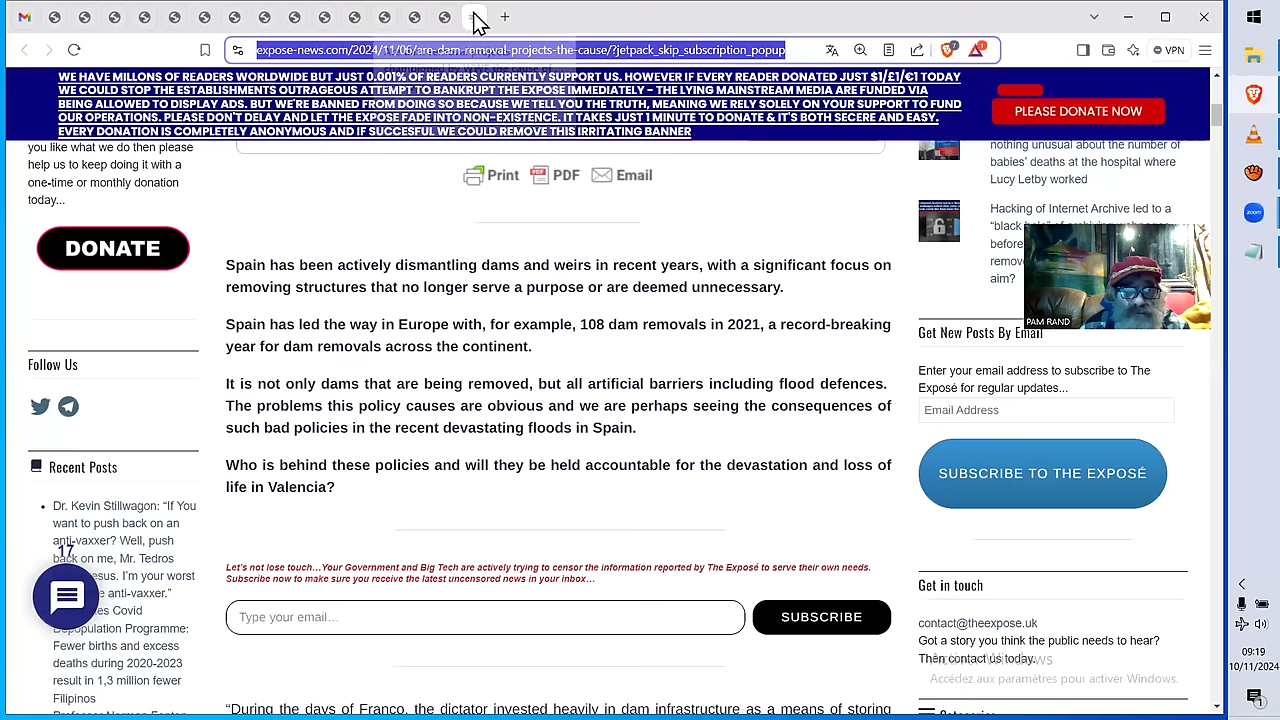 expose-news.com/2024/11/06/are-dam-removal-projects-the-cause/?jetpack_skip_subscription_popup
VPN
WE HAVE MILLONS OF READERS WORLDWIDE BUT JUST 0.001% OF READERS CURRENTLY SUPPORT US. HOWEVER IF EVERY READER DONATED JUST $1/£1/€1 TODAY
WE COULD STOP THE ESTABLISHMENTS OUTRAGEOUS ATTEMPT TO BANKRUPT THE EXPOSE IMMEDIATELY - THE LYING MAINSTREAM MEDIA ARE FUNDED VIA
BEING ALLOWED TO DISPLAY ADS. BUT WE'RE BANNED FROM DOING SO BECAUSE WE TELL YOU THE TRUTH, MEANING WE RELY SOLELY ON YOUR SUPPORT TO FUND
OUR OPERATIONS. PLEASE DON'T DELAY AND LET THE EXPOSE FADE INTO NON-EXISTENCE. IT TAKES JUST 1 MINUTE TO DONATE & IT'S BOTH SECERE AND EASY.
EVERY DONATION IS COMPLETELY ANONYMOUS AND IF SUCCESFUL WE COULD REMOVE THIS IRRITATING BANNER
PLEASE DONATE NOW
you like what we do then please
help us to keep doing it with a
one-time or monthly donation
today...
DONATE
Follow Us
Recent Posts
Dr. Kevin Stillwagon: “If You
want to push back on an
anti-vaxxer? Well, push
back on me, Mr. Tedros
esus. I’m your worst
anti-vaxxer.”
es Covid
Depopulation Programme:
Fewer births and excess
deaths during 2020-2023
result in 1,3 million fewer
Filipinos
17
Print
PDF
Email
Spain has been actively dismantling dams and weirs in recent years, with a significant focus on
removing structures that no longer serve a purpose or are deemed unnecessary.
Spain has led the way in Europe with, for example, 108 dam removals in 2021, a record-breaking
year for dam removals across the continent.
It is not only dams that are being removed, but all artificial barriers including flood defences.
The problems this policy causes are obvious and we are perhaps seeing the consequences of
such bad policies in the recent devastating floods in Spain.
Who is behind these policies and will they be held accountable for the devastation and loss of
life in Valencia?
Let’s not lose touch…Your Government and Big Tech are actively trying to censor the information reported by The Exposé to serve their own needs.
Subscribe now to make sure you receive the latest uncensored news in your inbox…
Type your email…
SUBSCRIBE
“During the days of Franco, the dictator invested heavily in dam infrastructure as a means of storing
nothing unusual about the number of
babies’ deaths at the hospital where
Lucy Letby worked
Hacking of Internet Archive led to a
before
remov
aim?
PAM RAND
Get New Posts By Email
Enter your email address to subscribe to The
Exposé for regular updates...
Email Address
SUBSCRIBE TO THE EXPOSÉ
Get in touch
contact@theexpose.uk
Got a story you think the public needs to hear?
Then contact us today.
Accédez aux paramètres pour activer Windows.
Categories
zoom
09:19
10/11/2024